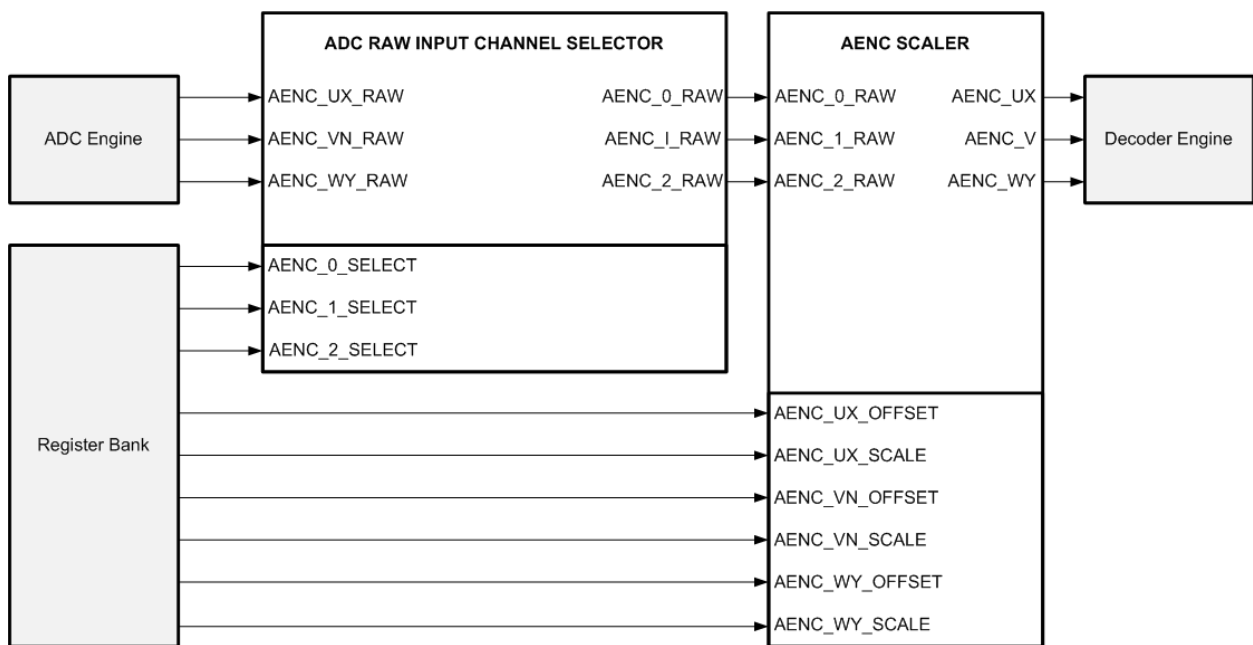 ADC RAW INPUT CHANNEL SELECTOR
AENC SCALER
ADC Engine
AENC_UX_RAW
AENC_0_RAW
AENC_0_RAW
AENC_UX
AENC_VN_RAW
AENC_I_RAW
AENC_1_RAW
AENC_V
AENC_WY_RAW
AENC_2_RAW
AENC_2_RAW
AENC_WY
Decoder Engine
Register Bank
AENC_0_SELECT
AENC_1_SELECT
AENC_2_SELECT
AENC_UX_OFFSET
AENC_UX_SCALE
AENC_VN_OFFSET
AENC_VN_SCALE
AENC_WY_OFFSET
AENC_WY_SCALE